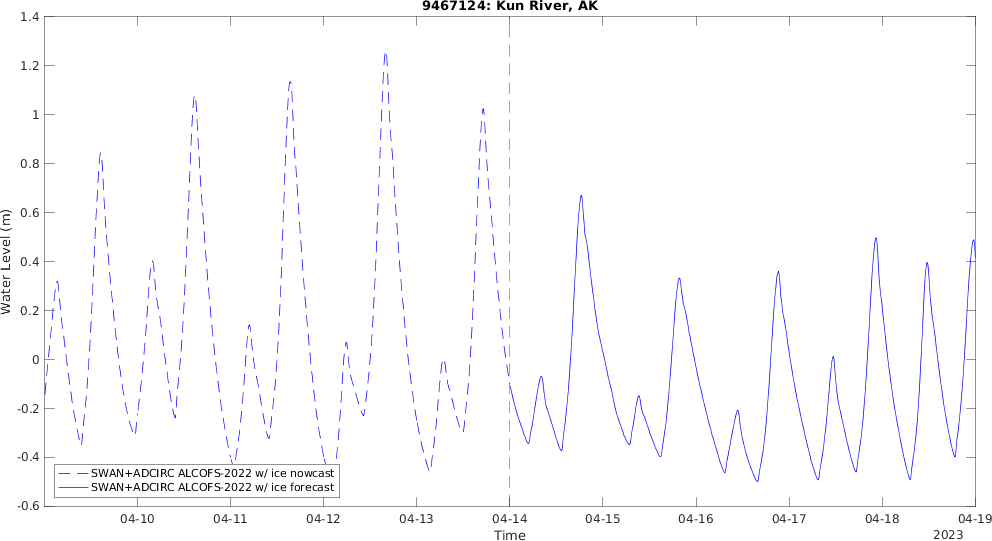 9467124: Kun River, AK
1.4
1.2
1
0.8
0.6
0.4
0.2
0
-0.2
-0.4
-0.6
Water Level (m)
SWAN+ADCIRC ALCOFS-2022 w/ ice nowcast
SWAN+ADCIRC ALCOFS-2022 w/ ice forecast
04-10 04-11 04-12 04-13 04-14 04-15 04-16 04-17 04-18 04-19
Time
2023